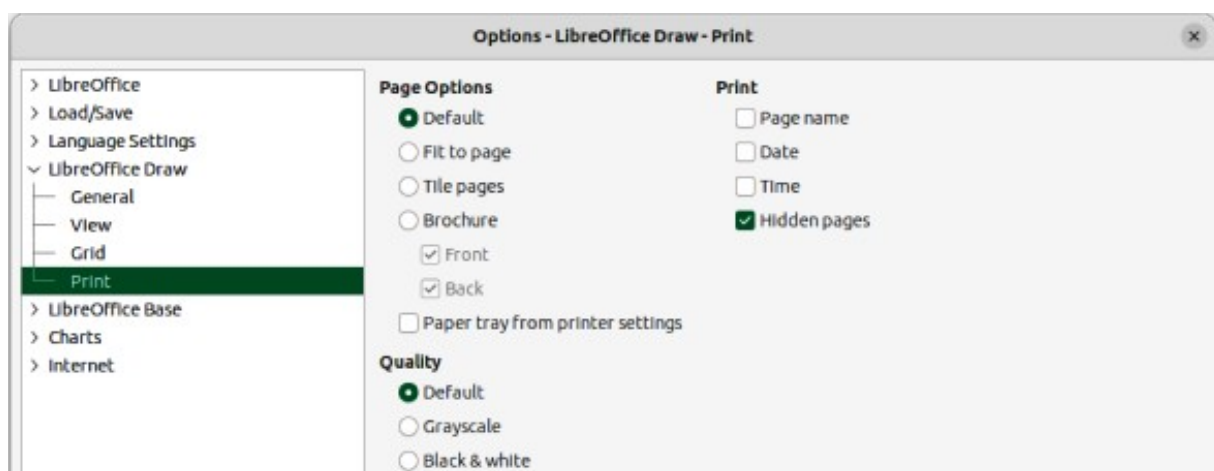 Options - LibreOffice Draw - Print
LibreOffice
Load/Save
Language Settings
LibreOffice Draw
General
View
Grid
Print
LibreOffice Base
Charts
Internet
Page Options
Default
Fit to page
Tile pages
Brochure
Front
Back
Paper tray from printer settings
Quality
Default
Grayscale
Black & white
Print
Page name
Date
Time
Hidden pages